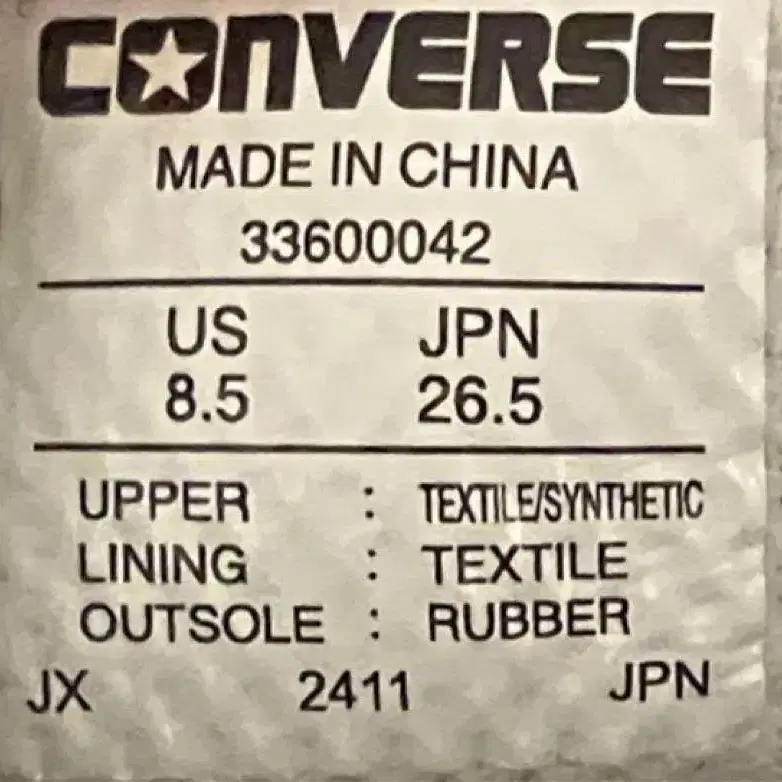 CONVERSE
MADE IN CHINA
33600042
US JPN
8.5 26.5
UPPER : TEXTILE/SYNTHETIC
LINING : TEXTILE
OUTSOLE : RUBBER
JX 2411 JPN